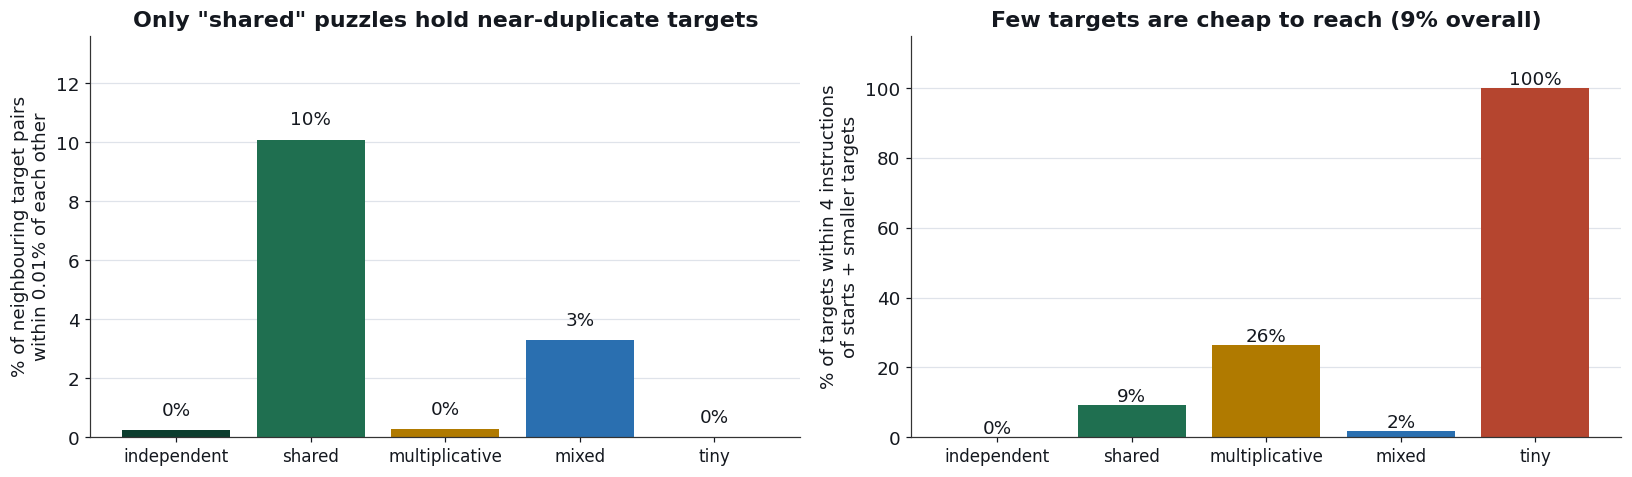 Only "shared" puzzles hold near-duplicate targets
% of neighbouring target pairs
within 0.01% of each other
12
10
8
6
4
2
0
0%
10%
0%
3%
0%
independent shared multiplicative mixed tiny
Few targets are cheap to reach (9% overall)
% of targets within 4 instructions
of starts + smaller targets
100
80
60
40
20
0
0%
9%
26%
2%
100%
independent shared multiplicative mixed tiny